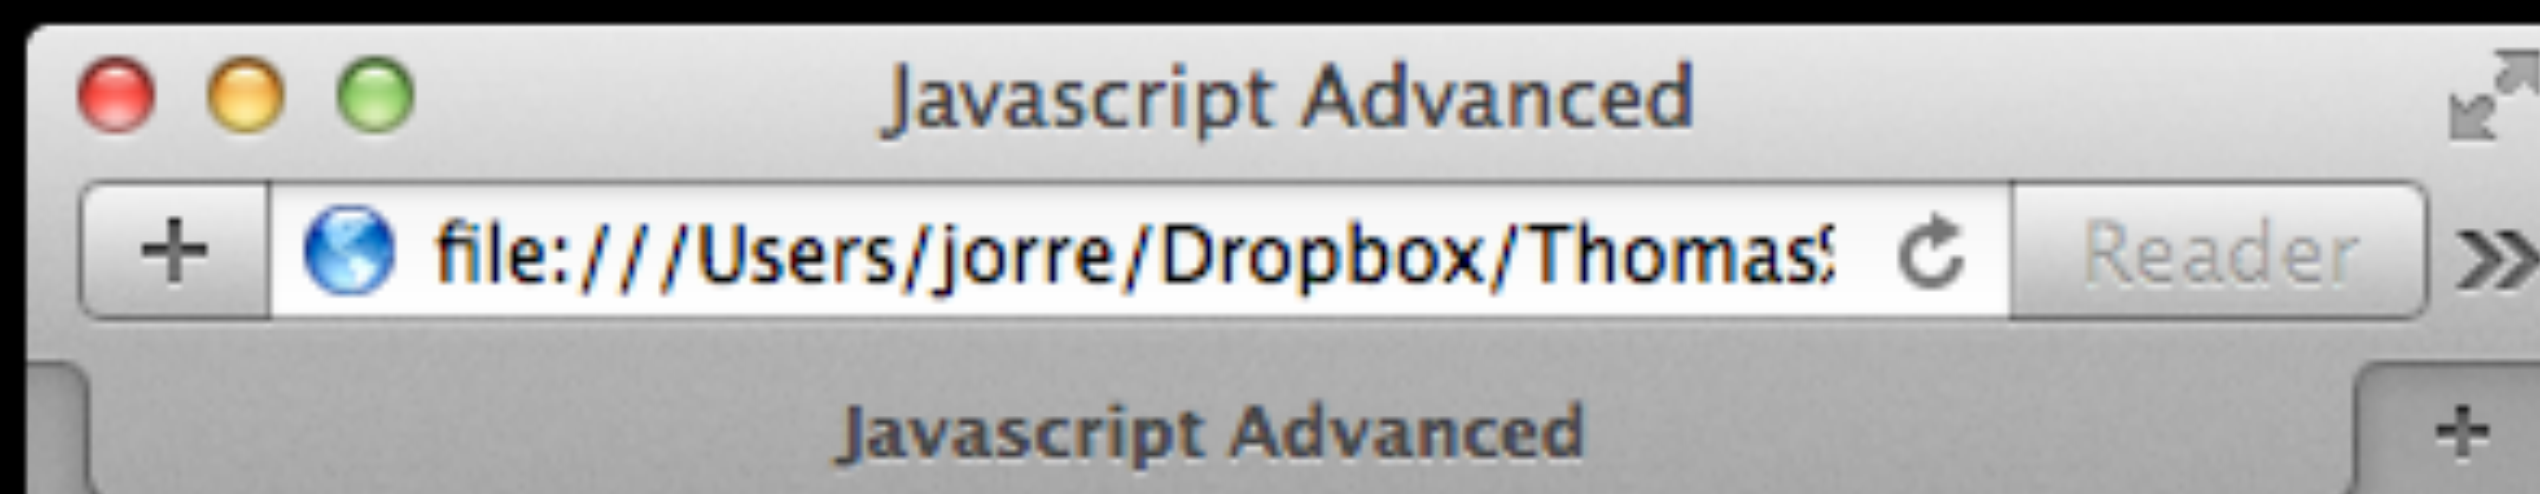 Javascript Advanced
file:///Users/jorre/Dropbox/Thomas
Reader
Javascript Advanced